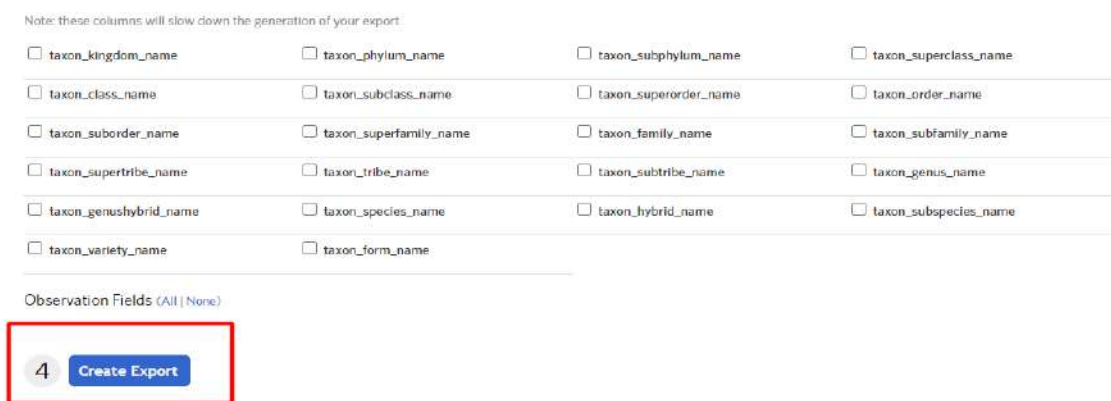 Note: these columns will slow down the generation of your export
taxon_kingdom_name taxon_phylum_name taxon_subphylum_name taxon_superclass_name
taxon_class_name taxon_subclass_name taxon_superorder_name taxon_order_name
taxon_suborder_name taxon_superfamily_name taxon_family_name taxon_subfamily_name
taxon_supertribe_name taxon_tribe_name taxon_subtribe_name taxon_genus_name
taxon_genushybrid_name taxon_species_name taxon_hybrid_name taxon_subspecies_name
taxon_variety_name taxon_form_name
Observation Fields (All | None)
4 Create Export